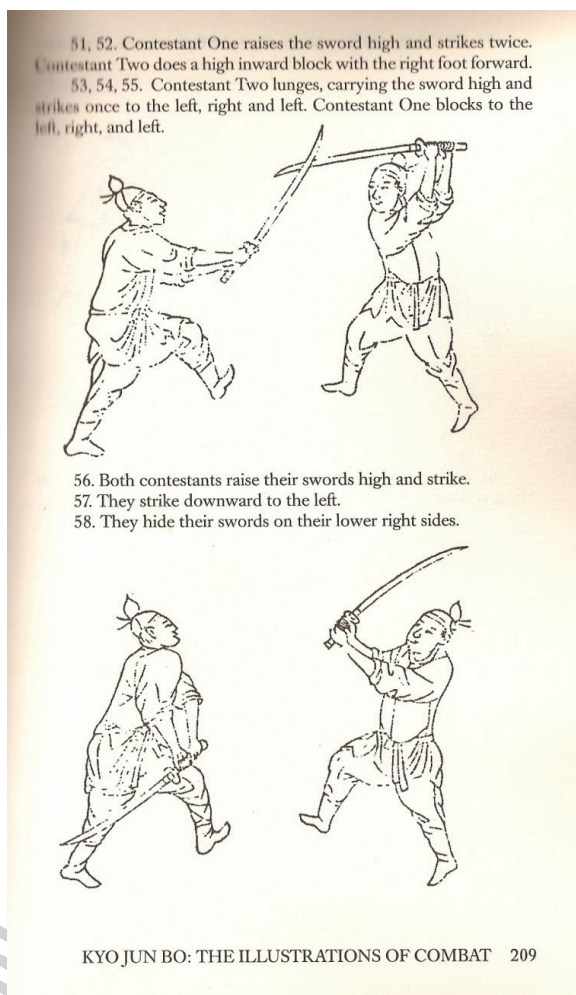 51, 52. Contestant One raises the sword high and strikes twice.
Contestant Two does a high inward block with the right foot forward.
53, 54, 55. Contestant Two lunges, carrying the sword high and
strikes once to the left, right and left. Contestant One blocks to the
left, right, and left.
56. Both contestants raise their swords high and strike.
57. They strike downward to the left.
58. They hide their swords on their lower right sides.
KYO JUN BO: THE ILLUSTRATIONS OF COMBAT 209